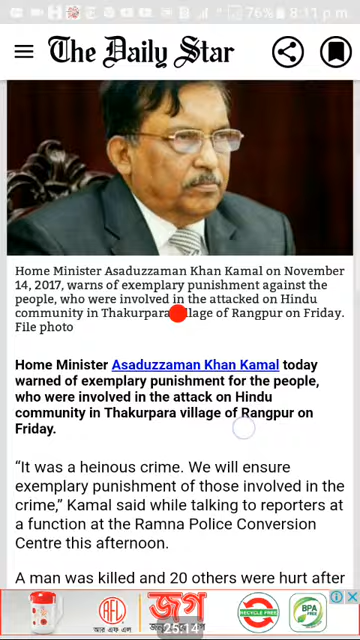 76% 8:11 p.m
The Daily Star
Home Minister Asaduzzaman Khan Kamal on November
14, 2017, warns of exemplary punishment against the
people, who were involved in the attacked on Hindu
community in Thakurpara village of Rangpur on Friday.
File photo
Home Minister Asaduzzaman Khan Kamal today
warned of exemplary punishment for the people,
who were involved in the attack on Hindu
community in Thakurpara village of Rangpur on
Friday.
“It was a heinous crime. We will ensure
exemplary punishment of those involved in the
crime,” Kamal said while talking to reporters at
a function at the Ramna Police Convention
Centre this afternoon.
A man was killed and 20 others were hurt after
RFL
আর এফ এল
জগ
25:14
RECYCLE FREE
BPA
FREE